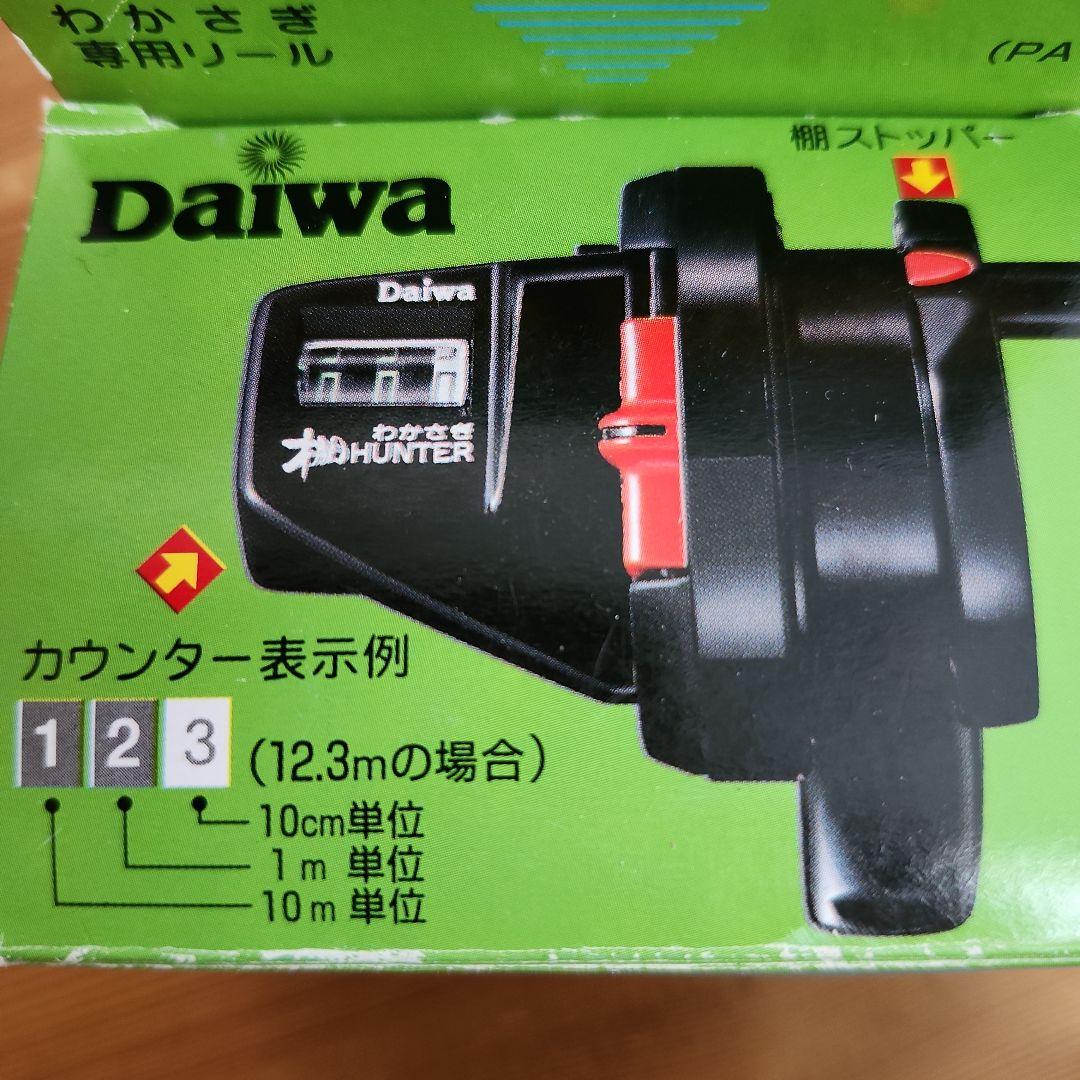 わかさぎ
専用リール
(PA
Daiwa
棚ストッパー
Daiwa
000
わかさぎ
棚HUNTER
カウンター表示例
1 2 3 (12.3mの場合)
10cm単位
1m 単位
10m 単位